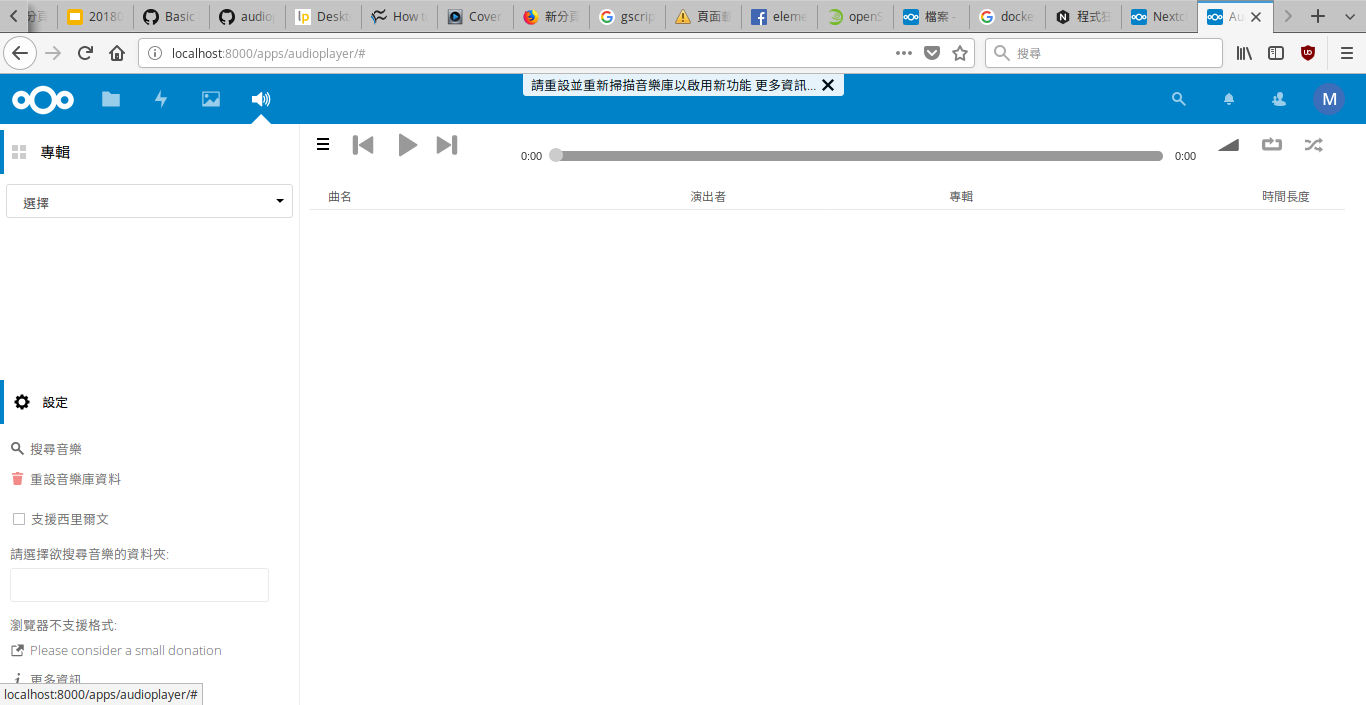 2018C
Basic
audio
Deskt
How t
Cover
新分頁
gscrip
頁面載
eleme
openS
檔案 -
docke
程式狂
Nextc
Au
localhost:8000/apps/audioplayer/#
搜尋
請重設並重新掃描音樂庫以啟用新功能 更多資訊...
M
專輯
選擇
0:00
0:00
曲名 演出者 專輯 時間長度
設定
搜尋音樂
重設音樂庫資料
支援西里爾文
請選擇欲搜尋音樂的資料夾:
瀏覽器不支援格式:
Please consider a small donation
更多資訊
localhost:8000/apps/audioplayer/#